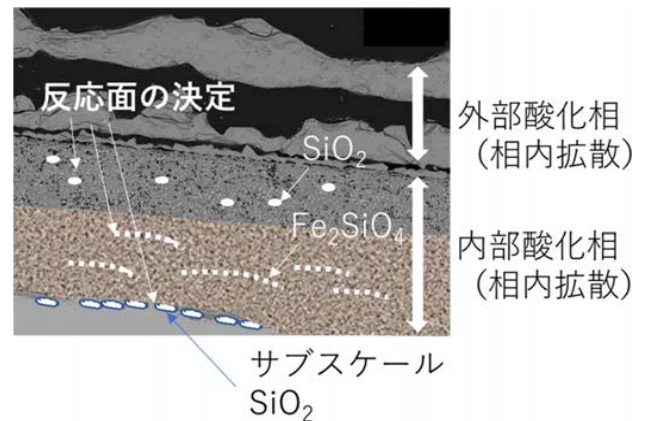 反応面の決定
SiO₂
Fe₂SiO₄
外部酸化相
（相内拡散）
内部酸化相
（相内拡散）
サブスケール
SiO₂